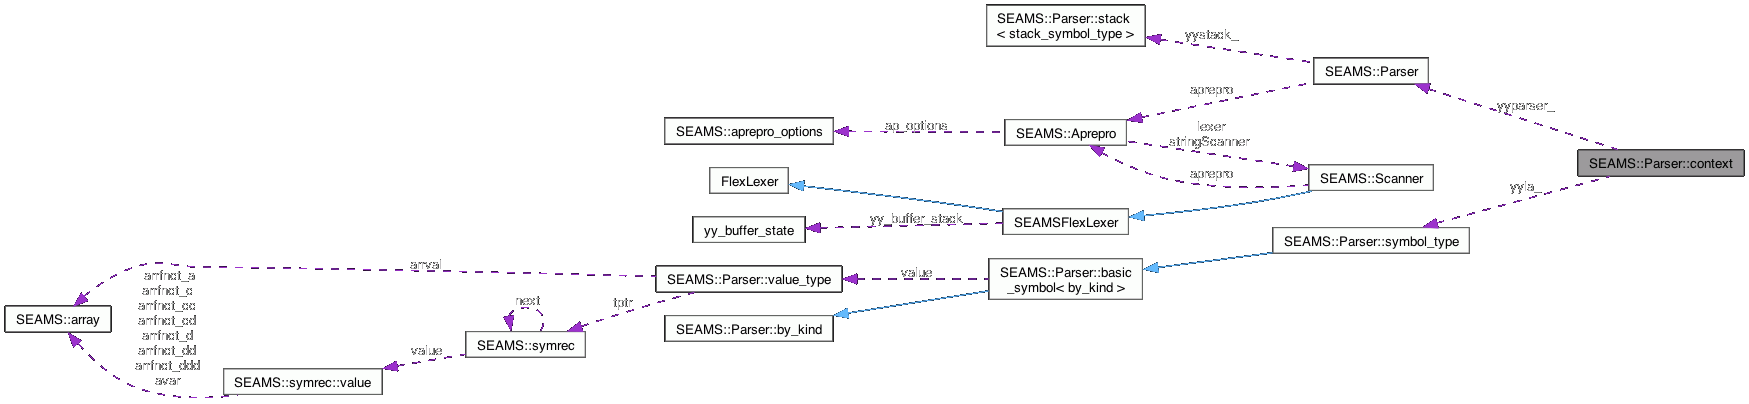 SEAMS::Parser::stack
< stack_symbol_type >
yystack_
SEAMS::Parser
aprepro
yyparser_
SEAMS::aprepro_options
ap_options
SEAMS::Aprepro
lexer
stringScanner
SEAMS::Parser::context
FlexLexer
aprepro
SEAMS::Scanner
yyla_
yy_buffer_state
yy_buffer_stack
SEAMSFlexLexer
SEAMS::Parser::symbol_type
arrval
SEAMS::Parser::value_type
value
SEAMS::Parser::basic
_symbol< by_kind >
arrfnct_a
arrfnct_c
arrfnct_cc
arrfnct_cd
arrfnct_d
arrfnct_dd
arrfnct_ddd
avar
SEAMS::array
next
tptr
SEAMS::Parser::by_kind
SEAMS::symrec
value
SEAMS::symrec::value